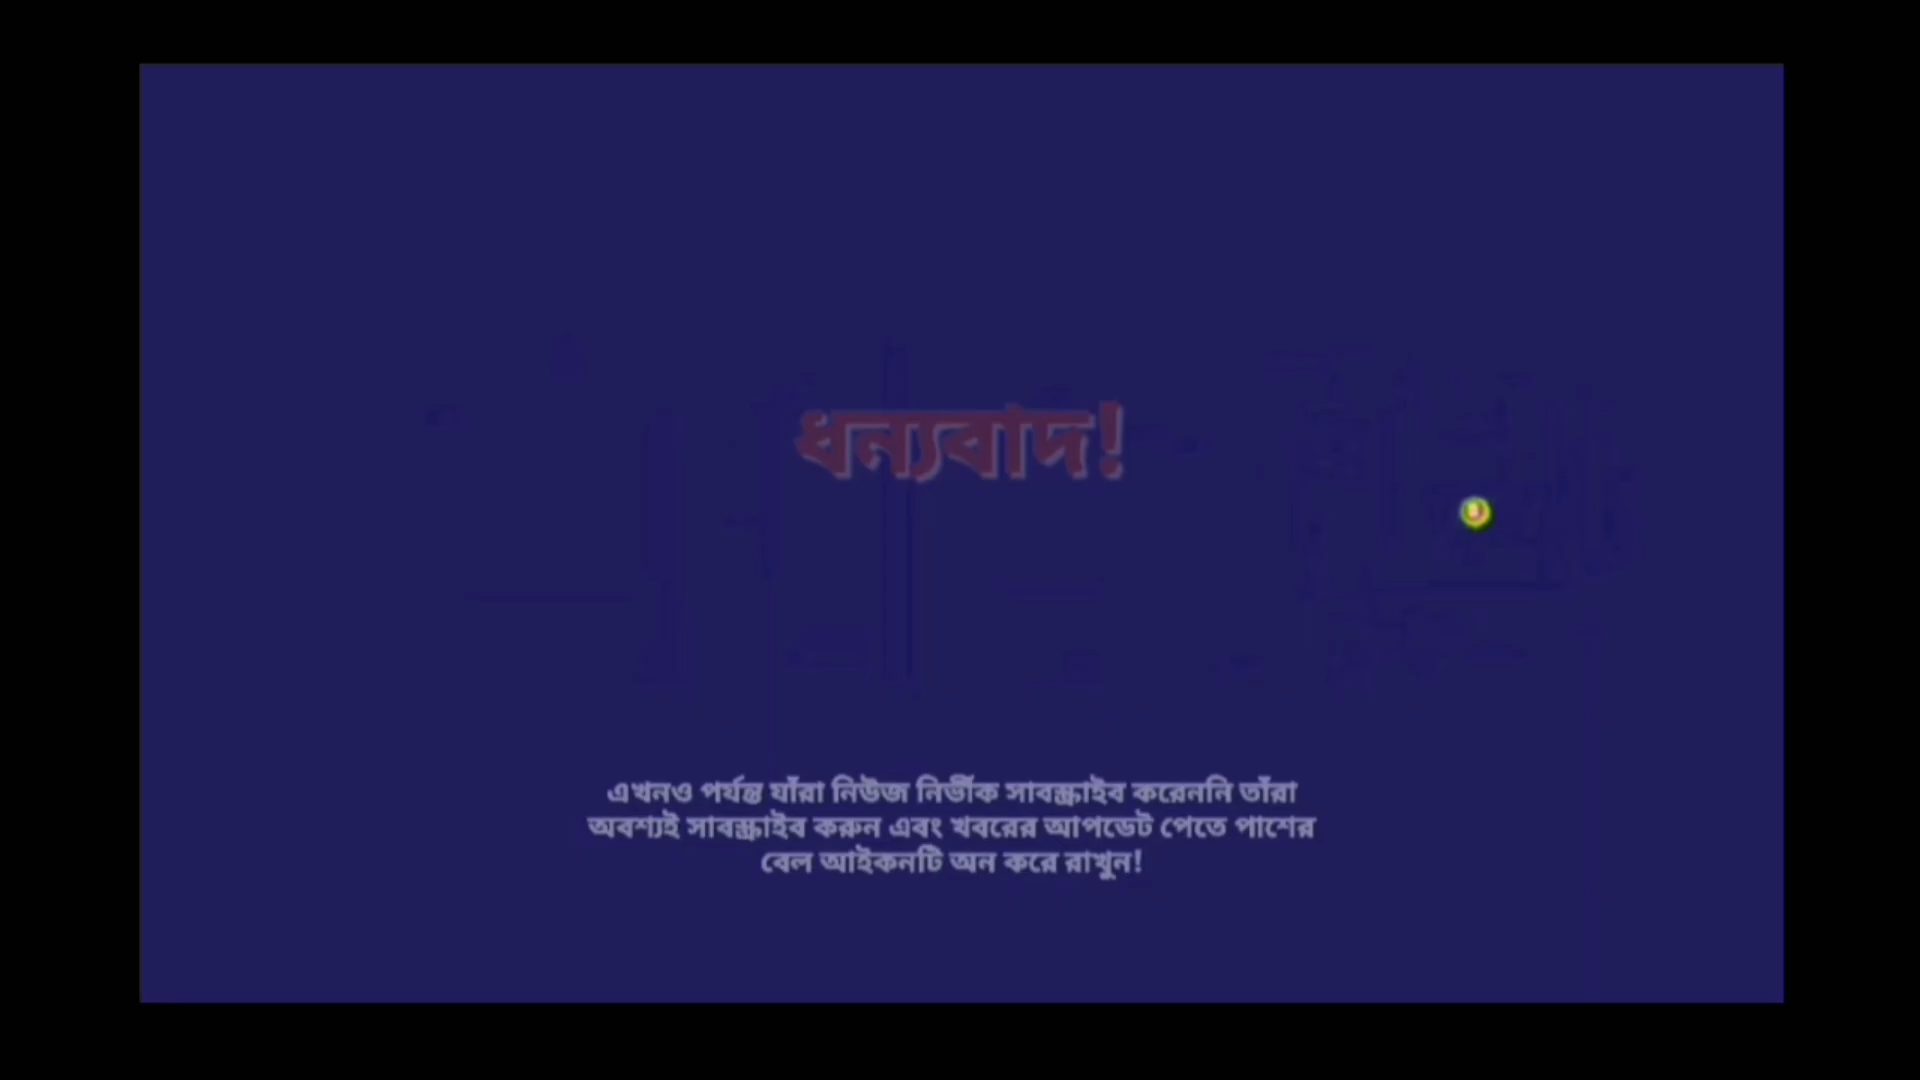 ধন্যবাদ!
এখনও পর্যন্ত যাঁরা নিউজ নির্ভীক সাবস্ক্রাইব করেননি তাঁরা
অবশ্যই সাবস্ক্রাইব করুন এবং খবরের আপডেট পেতে পাশের
বেল আইকনটি অন করে রাখুন!